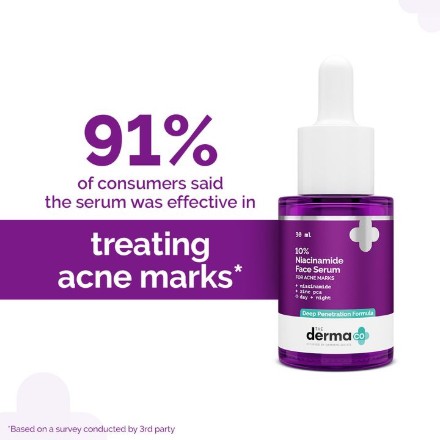 91%
of consumers said
the serum was effective in
treating
acne marks*
30 ml
10%
Niacinamide
Face Serum
FOR ACNE MARKS
+ niacinamide
+ zinc pca
day + night
Deep Penetration Formula
THE
derma co
*Based on a survey conducted by 3rd party